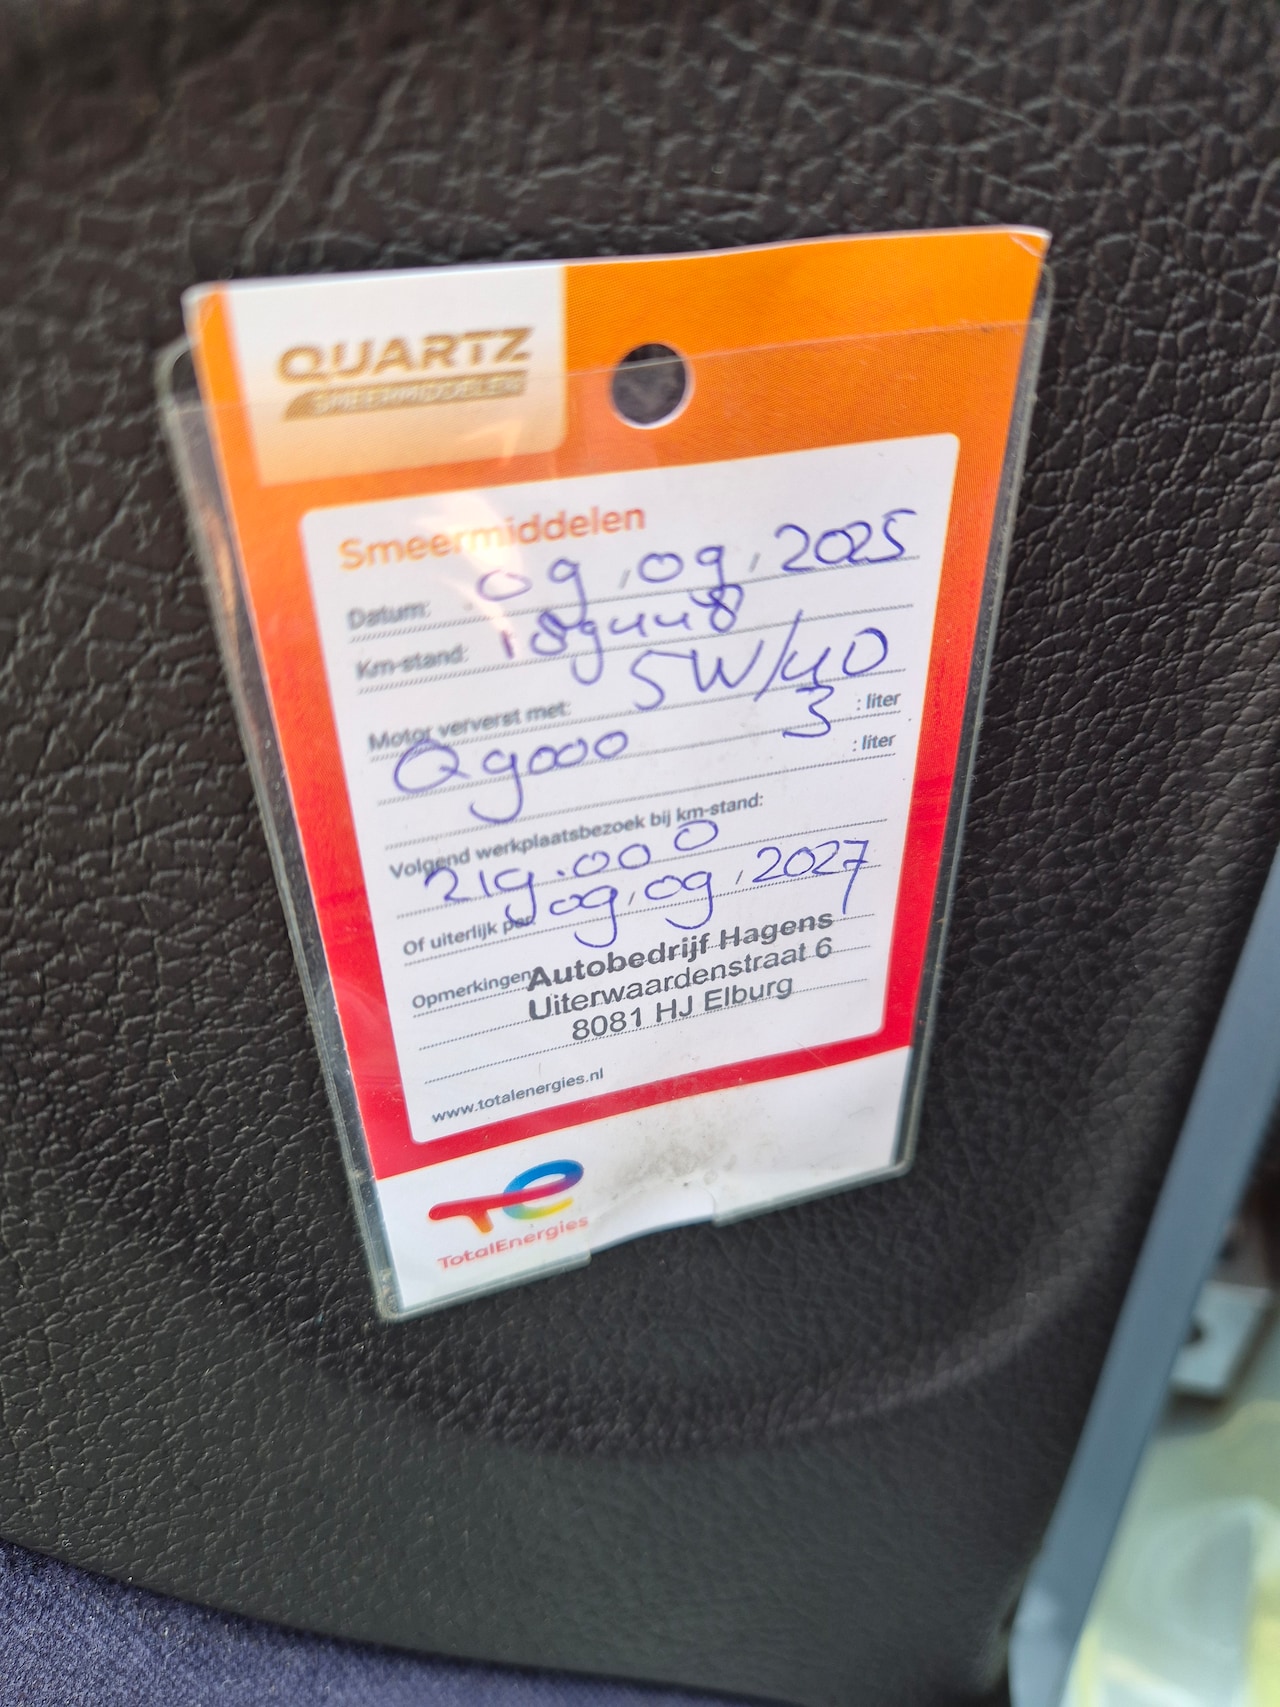 QUARTZ
SMEERMIDDELEN
Smeermiddelen
Datum: 09,09,2025
Km-stand: 189448
Motor ververst met: 5W/40
Q9000 3 : liter
: liter
Volgend werkplaatsbezoek bij km-stand:
219.000
Of uiterlijk per 09,09,2027
Opmerkingen Autobedrijf Hagens
Uiterwaardenstraat 6
8081 HJ Elburg
www.totalenergies.nl
TotalEnergies